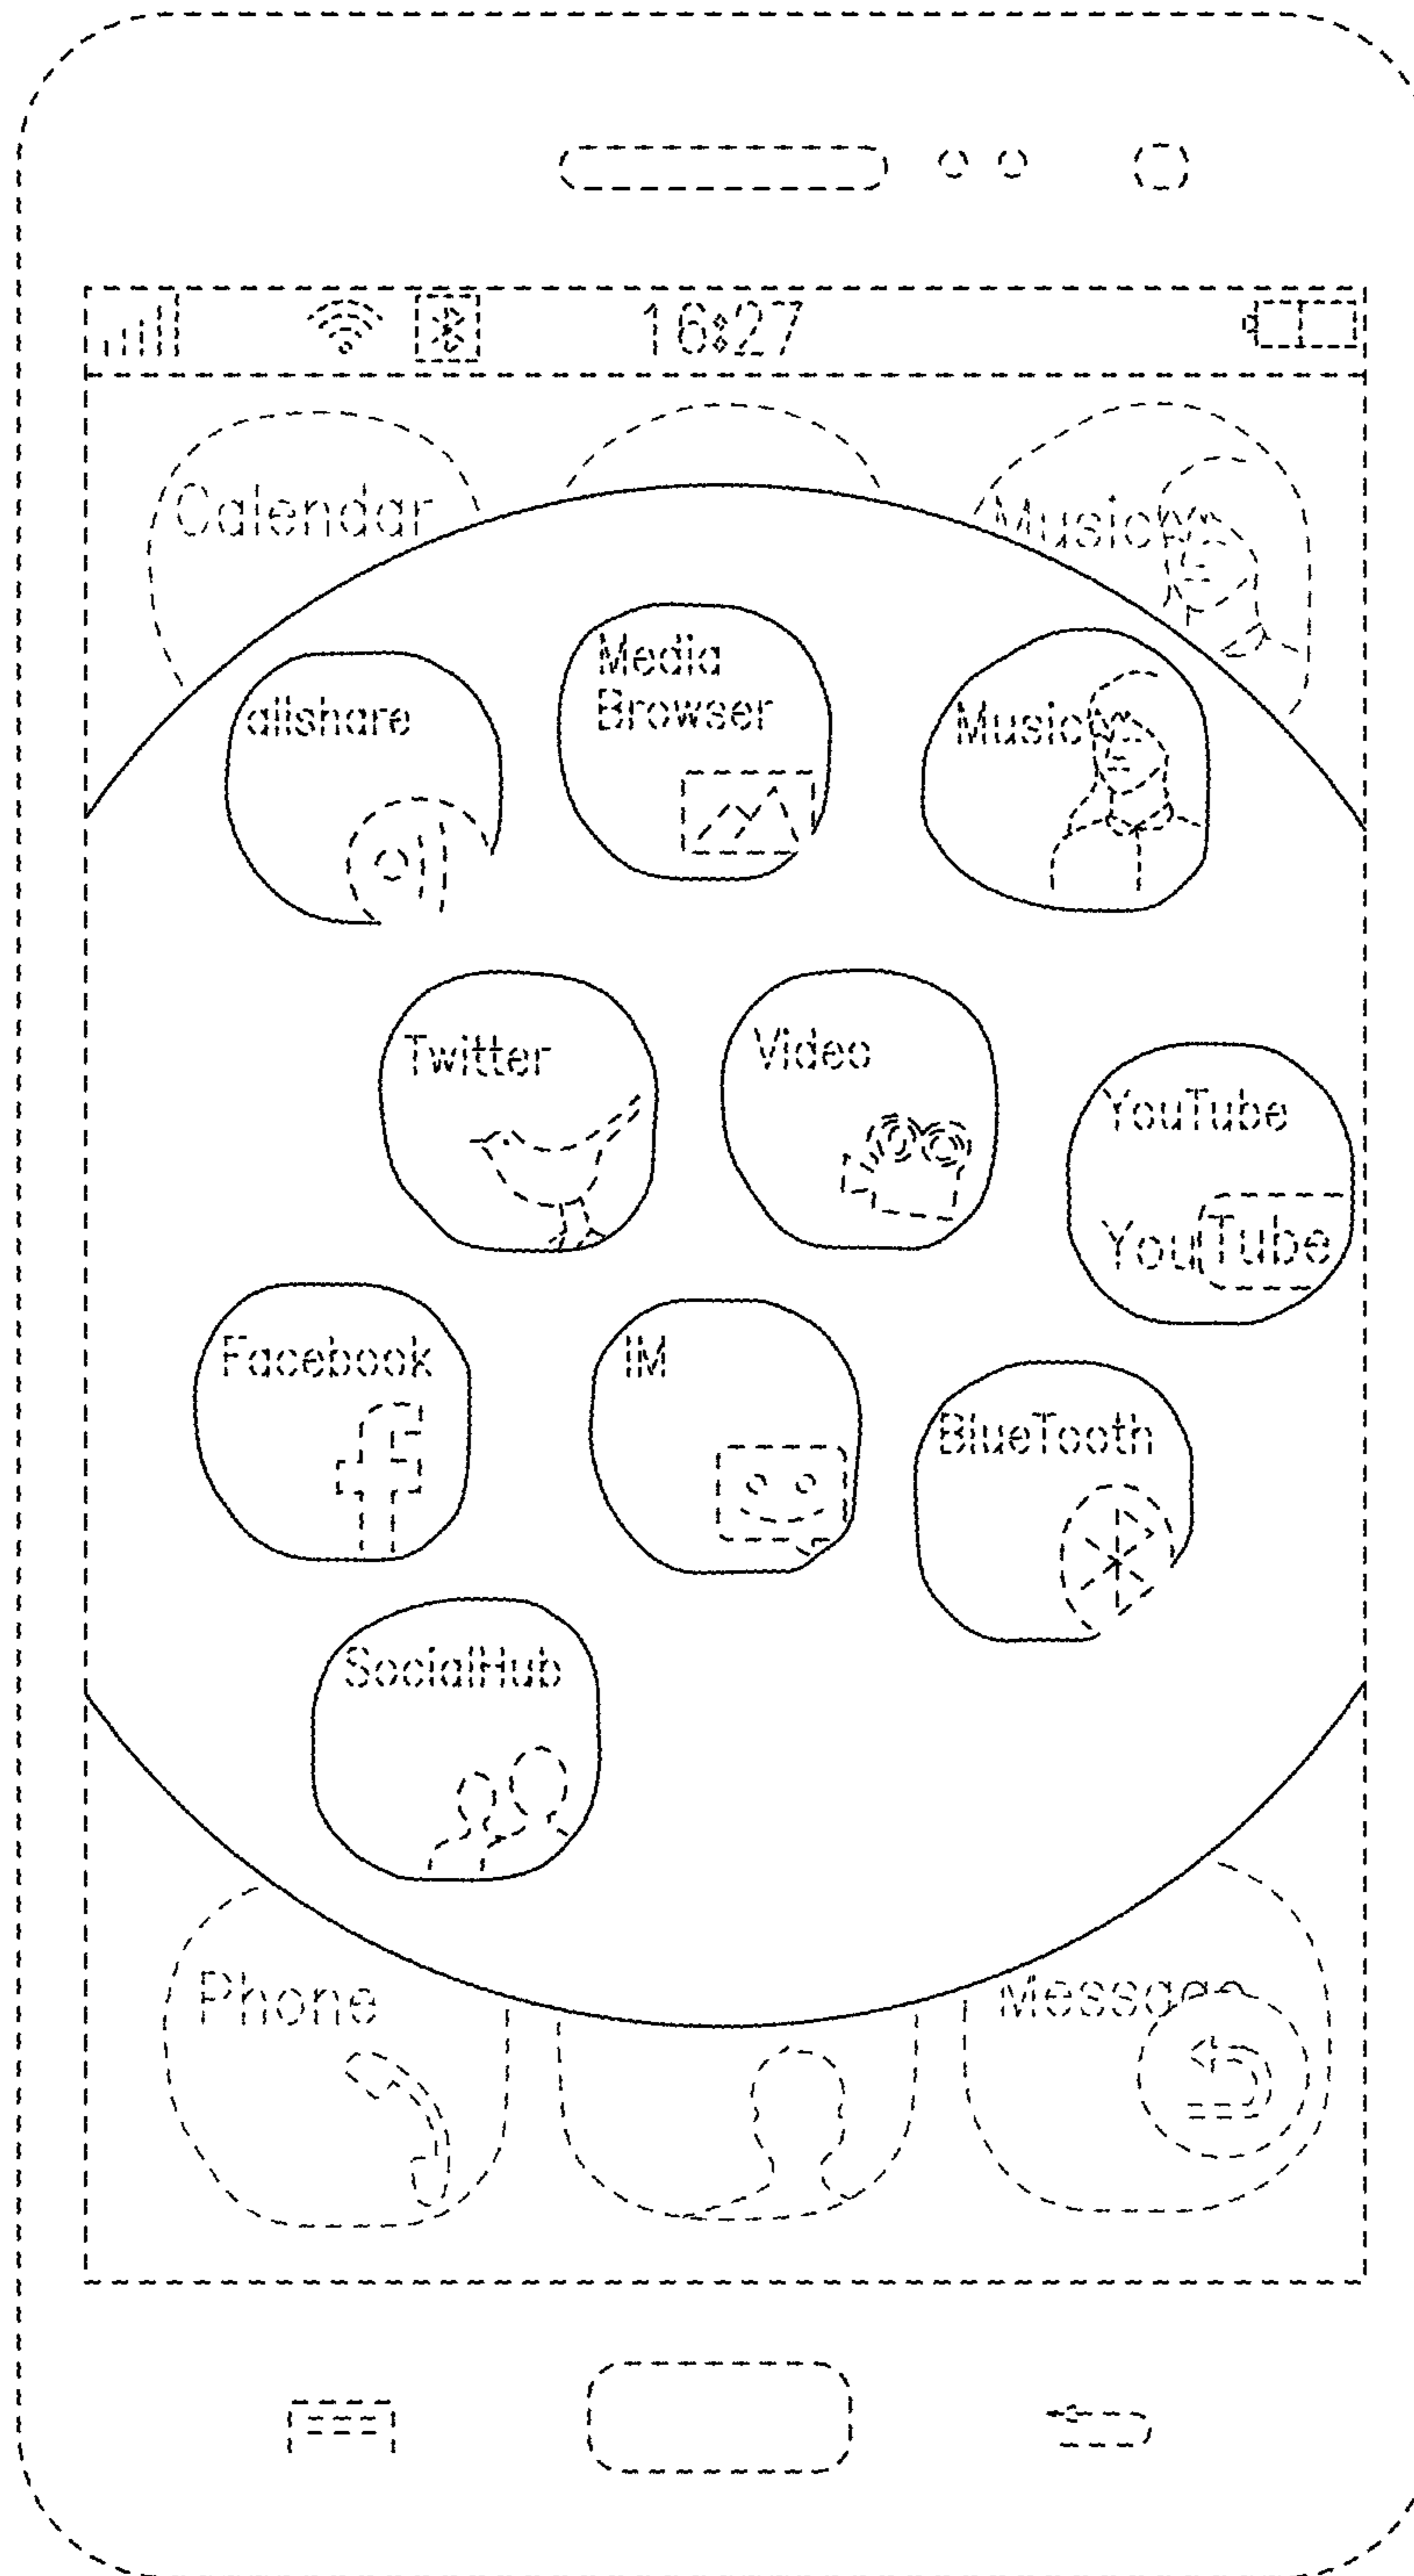 16:27
Calendar
Music
allshare
Media
Browser
Music
Twitter
Video
YouTube
YouTube
Facebook
IM
BlueTooth
SocialHub
Phone
Message